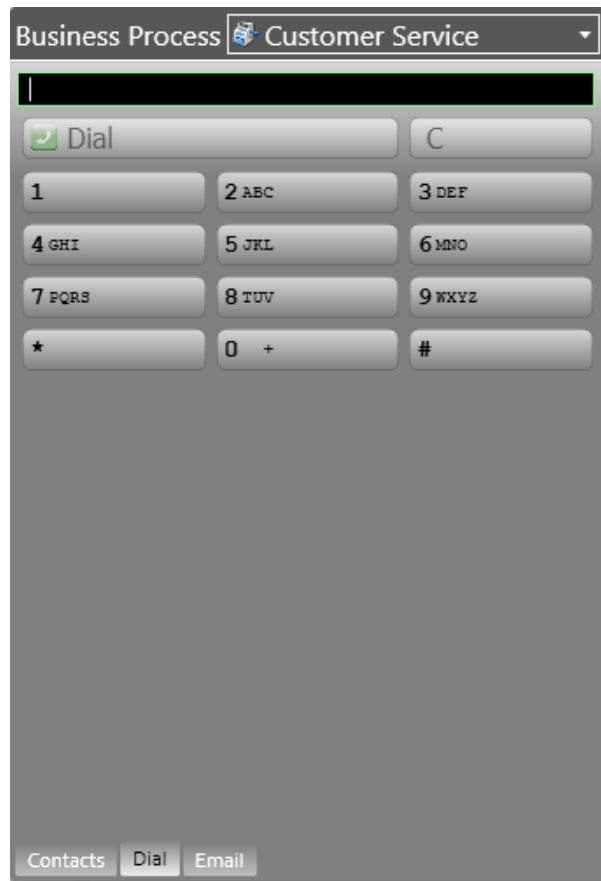 Business Process Customer Service
Dial C
1 2 ABC 3 DEF
4 GHI 5 JKL 6 MNO
7 PQRS 8 TUV 9 WXYZ
* 0 + #
Contacts Dial Email